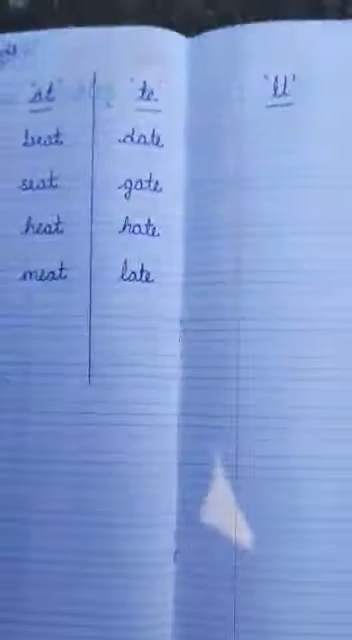 "at" "te" 'll'
beat date
seat gate
heat hate
meat late